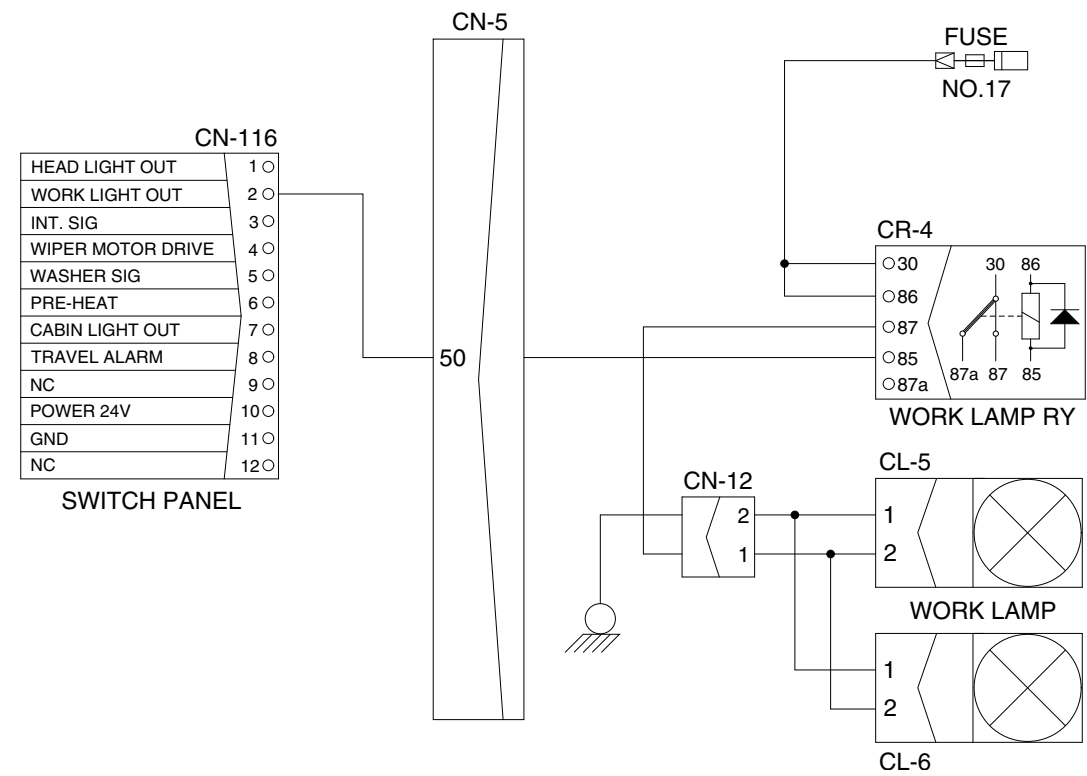 CN-5
FUSE
NO.17
CN-116
HEAD LIGHT OUT 1
WORK LIGHT OUT 2
INT. SIG 3
WIPER MOTOR DRIVE 4
WASHER SIG 5
PRE-HEAT 6
CABIN LIGHT OUT 7
TRAVEL ALARM 8
NC 9
POWER 24V 10
GND 11
NC 12
SWITCH PANEL
50
CR-4
30
86
87
85
87a
30 86
87a 87 85
WORK LAMP RY
CN-12
2
1
CL-5
1
2
WORK LAMP
1
2
CL-6